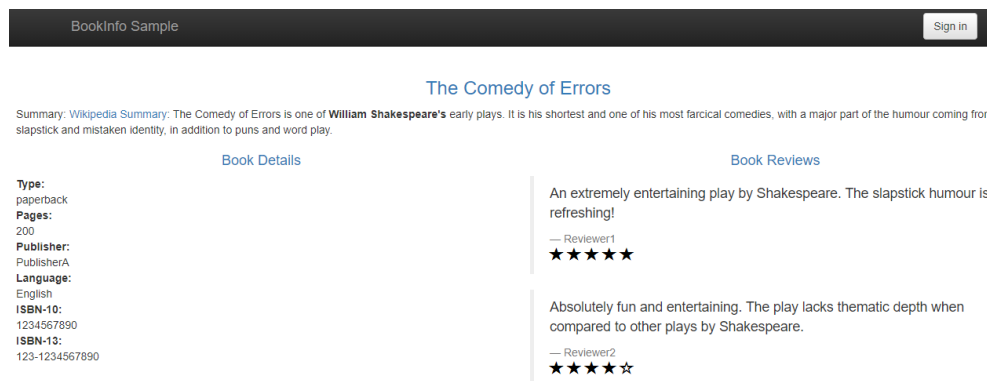 BookInfo Sample
Sign in
The Comedy of Errors
Summary: Wikipedia Summary: The Comedy of Errors is one of William Shakespeare's early plays. It is his shortest and one of his most farcical comedies, with a major part of the humour coming from
slapstick and mistaken identity, in addition to puns and word play.
Book Details
Type:
paperback
Pages:
200
Publisher:
PublisherA
Language:
English
ISBN-10:
1234567890
ISBN-13:
123-1234567890
Book Reviews
An extremely entertaining play by Shakespeare. The slapstick humour is
refreshing!
— Reviewer1
★★★★★
Absolutely fun and entertaining. The play lacks thematic depth when
compared to other plays by Shakespeare.
— Reviewer2
★★★★☆